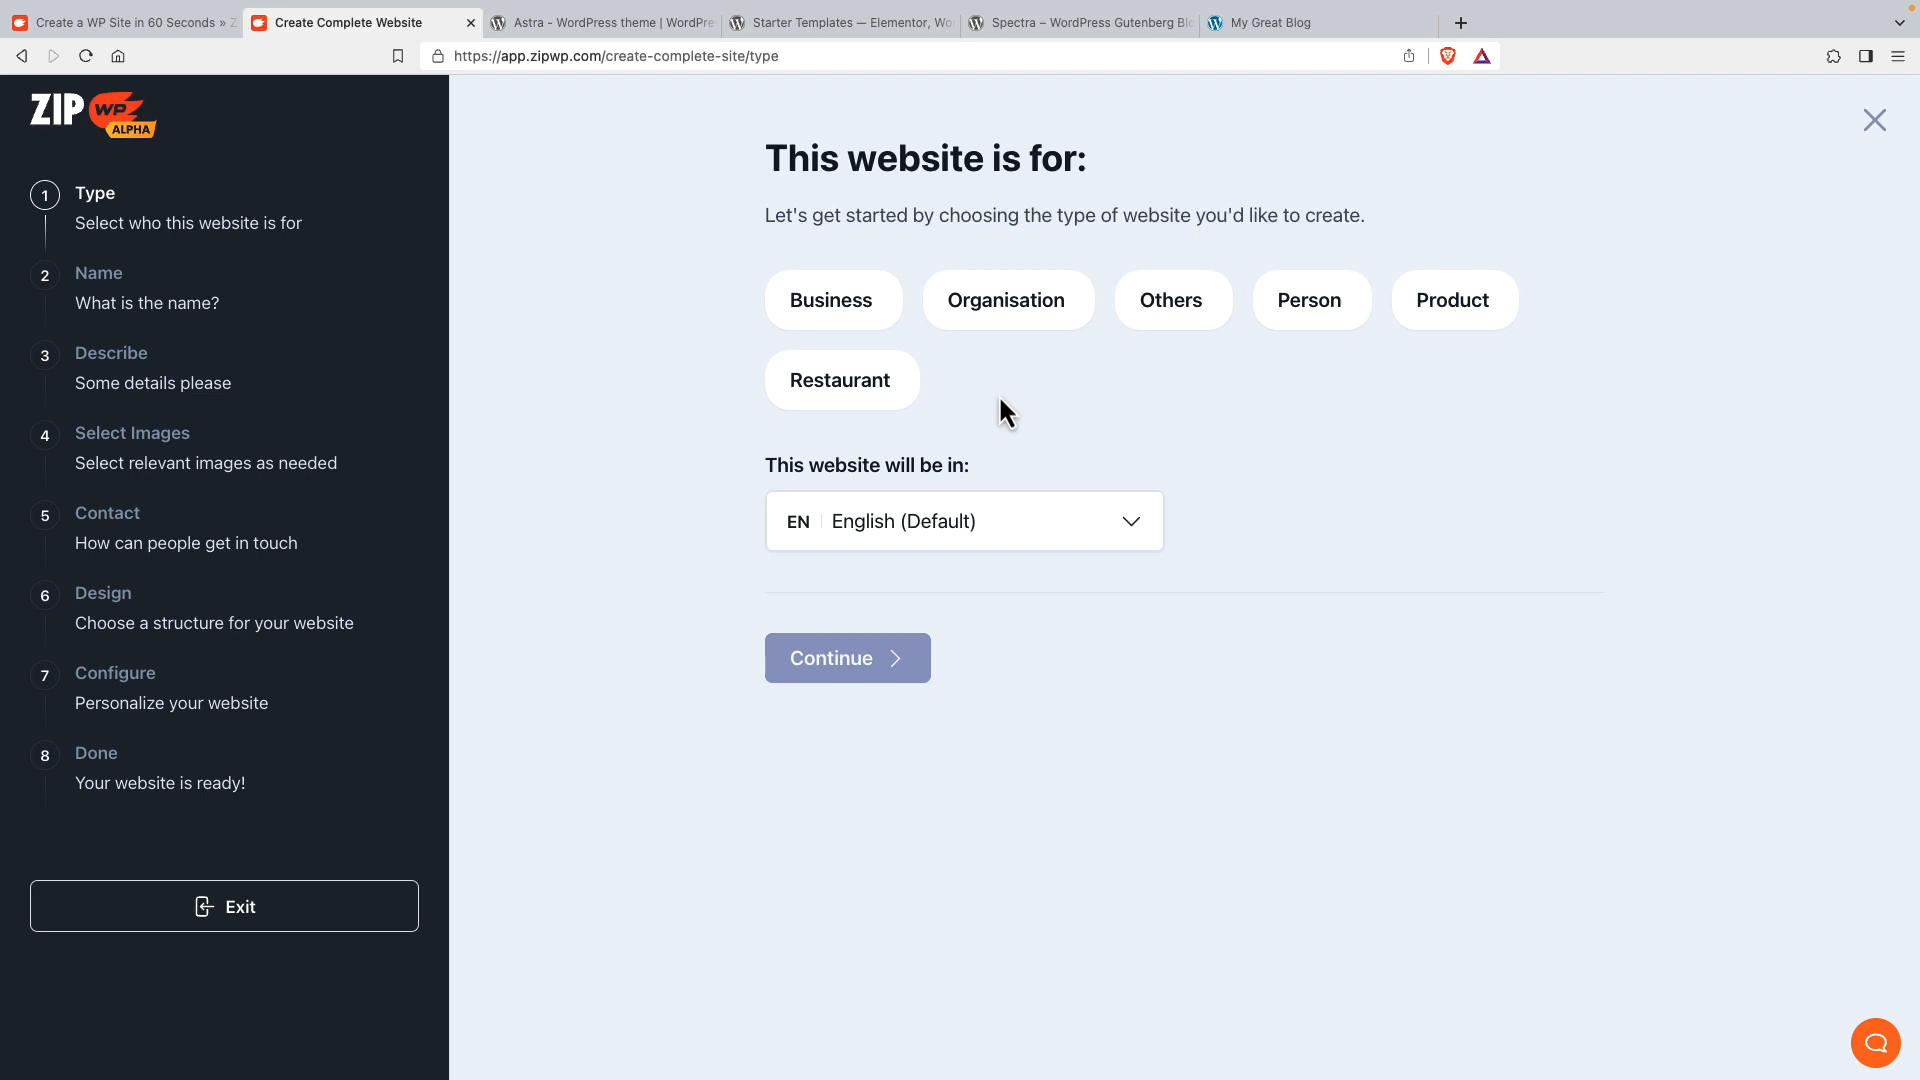 Create a WP Site in 60 Seconds »
Create Complete Website
Astra - WordPress theme | WordPre
Starter Templates — Elementor, Wo
Spectra – WordPress Gutenberg Bl
My Great Blog
https://app.zipwp.com/create-complete-site/type
ZIP WP
ALPHA
1 Type
Select who this website is for
2 Name
What is the name?
3 Describe
Some details please
4 Select Images
Select relevant images as needed
5 Contact
How can people get in touch
6 Design
Choose a structure for your website
7 Configure
Personalize your website
8 Done
Your website is ready!
Exit
This website is for:
Let's get started by choosing the type of website you'd like to create.
Business Organisation Others Person Product
Restaurant
This website will be in:
EN English (Default)
Continue